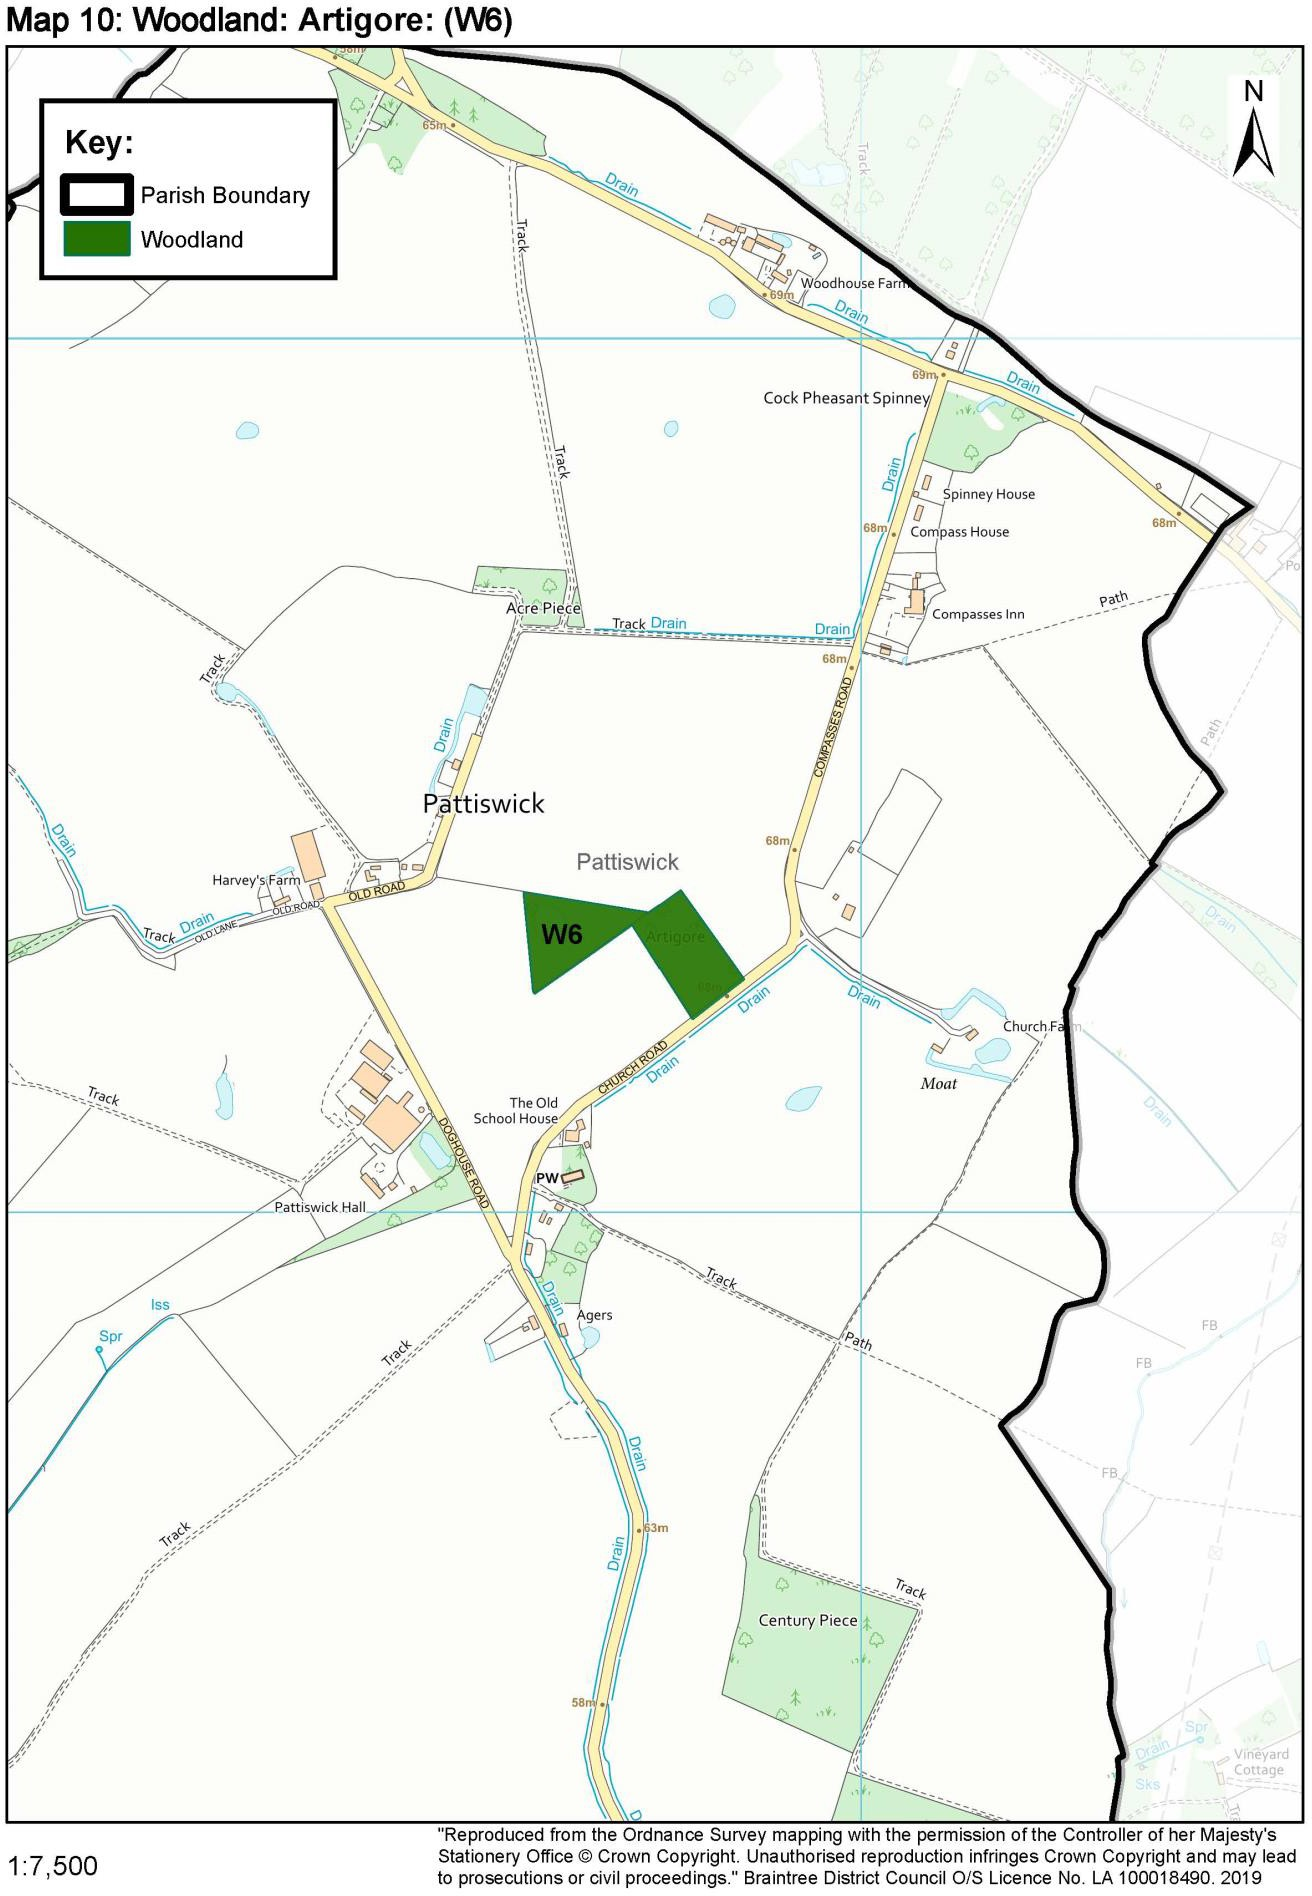 Map 10: Woodland: Artigore: (W6)
58m
N
65m
Key:
Parish Boundary
Woodland
Track
Drain
Track
Woodhouse Farm
69m
Drain
69m
Drain
Cock Pheasant Spinney
Track
Drain
Spinney House
68m
68m
Compass House
Po
Acre Piece
Path
Track
Drain
Drain
Compasses Inn
68m
Track
COMPASSES ROAD
Path
Drain
Pattiswick
Drain
68m
Pattiswick
Harvey's Farm
OLD ROAD
OLD ROAD
Drain
OLD LANE
Track
W6
Artigore
Drain
68m
Drain
Drain
Church Farm
CHURCH ROAD
Drain
Moat
Track
The Old
School House
Drain
DOGHOUSE ROAD
PW
Pattiswick Hall
Track
Iss
Drain
Agers
Spr
Track
Path
FB
FB
Drain
FB
Track
63m
Drain
Track
Century Piece
58m
Spr
Drain
Vineyard
Cottage
Sks
Tra
D
1:7,500
"Reproduced from the Ordnance Survey mapping with the permission of the Controller of her Majesty's
Stationery Office © Crown Copyright. Unauthorised reproduction infringes Crown Copyright and may lead
to prosecutions or civil proceedings." Braintree District Council O/S Licence No. LA 100018490. 2019